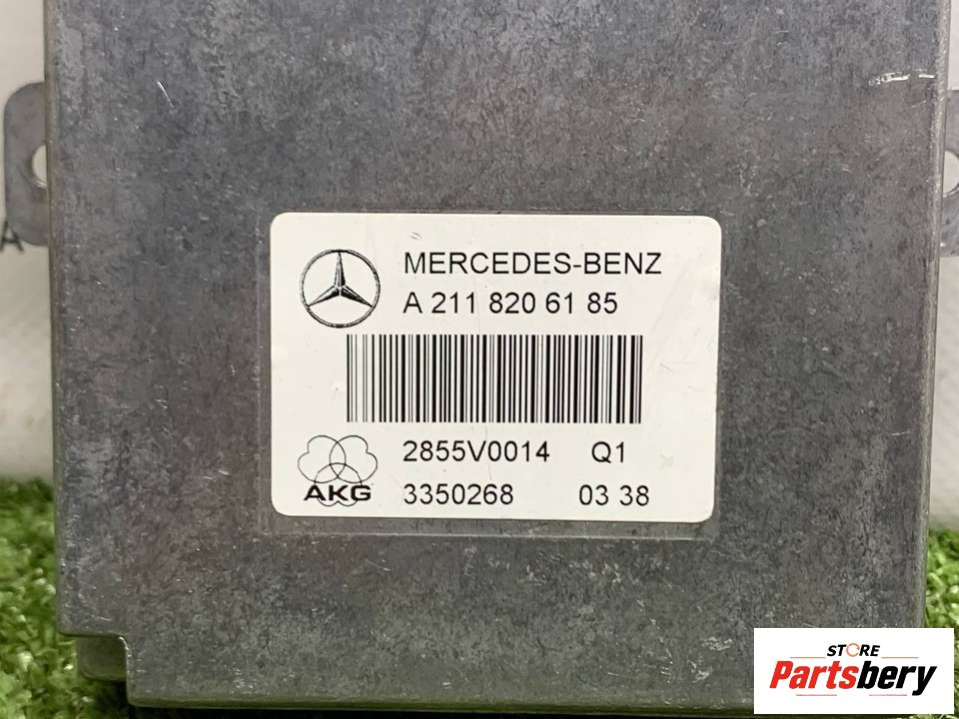 MERCEDES-BENZ
A 211 820 61 85
2855V0014 Q1
AKG
3350268 03 38
A
STORE
Partsbery